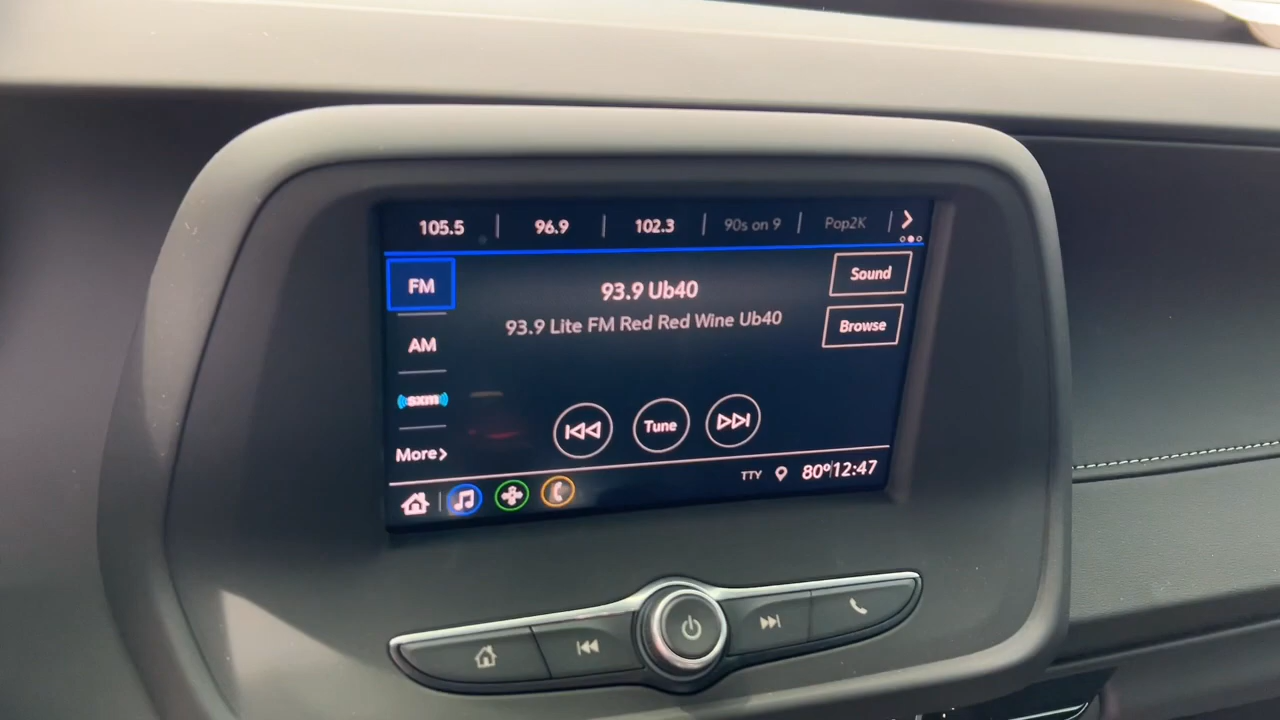 105.5 | 96.9 | 102.3 | 90s on 9 | Pop2K
FM
93.9 Ub40
Sound
93.9 Lite FM Red Red Wine Ub40
Browse
AM
sxm
Tune
More
TTY 80° 12:47